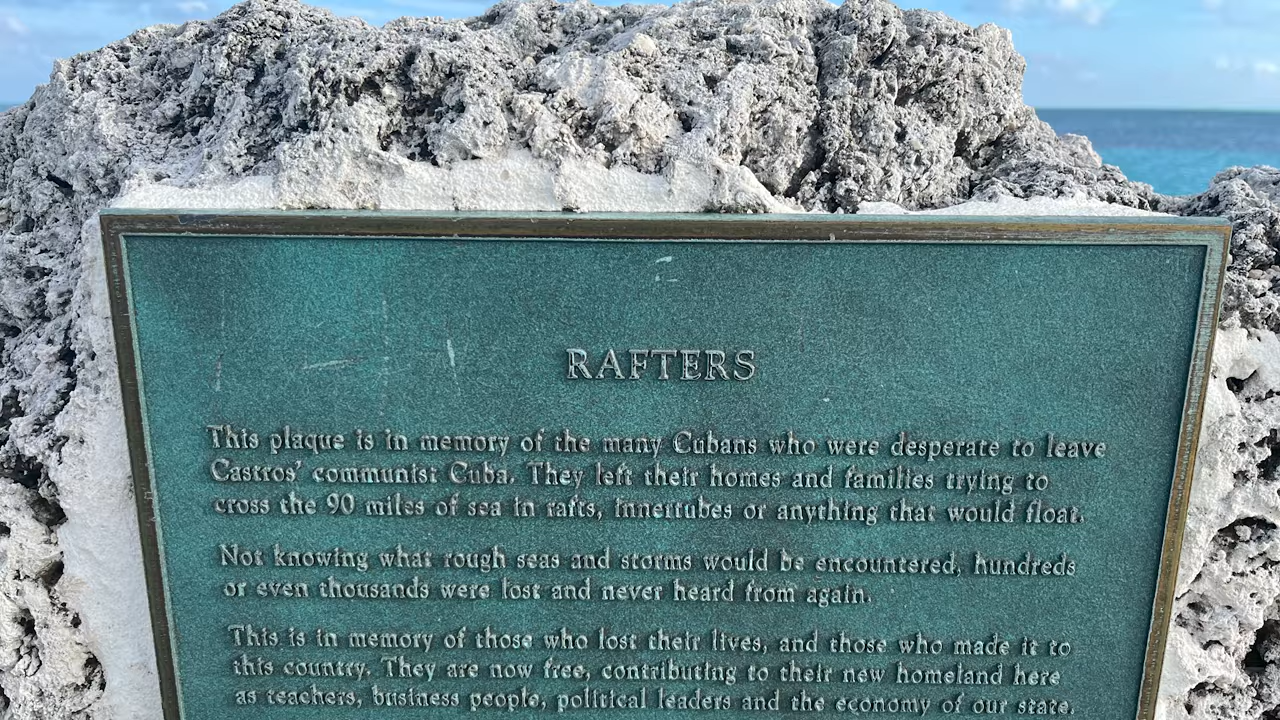 RAFTERS
This plaque is in memory of the many Cubans who were desperate to leave
Castros' communist Cuba. They left their homes and families trying to
cross the 90 miles of sea in rafts, innertubes or anything that would float.
Not knowing what rough seas and storms would be encountered, hundreds
or even thousands were lost and never heard from again.
This is in memory of those who lost their lives, and those who made it to
this country. They are now free, contributing to their new homeland here
as teachers, business people, political leaders and the economy of our state.